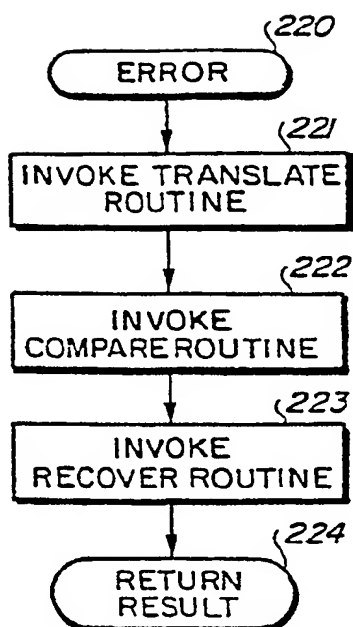 220
ERROR
221
INVOKE TRANSLATE
ROUTINE
222
INVOKE
COMPARE ROUTINE
223
INVOKE
RECOVER ROUTINE
224
RETURN
RESULT